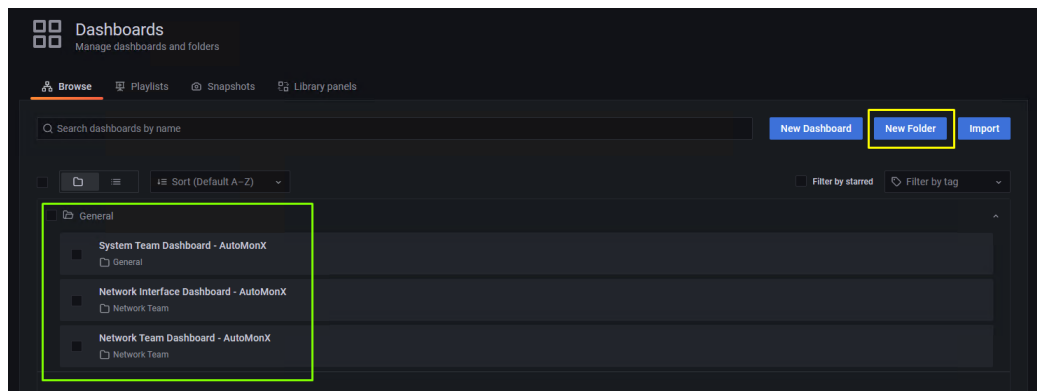 Dashboards
Manage dashboards and folders
Browse Playlists Snapshots Library panels
Search dashboards by name New Dashboard New Folder Import
Sort (Default A–Z) Filter by starred Filter by tag
General
System Team Dashboard - AutoMonX
General
Network Interface Dashboard - AutoMonX
Network Team
Network Team Dashboard - AutoMonX
Network Team